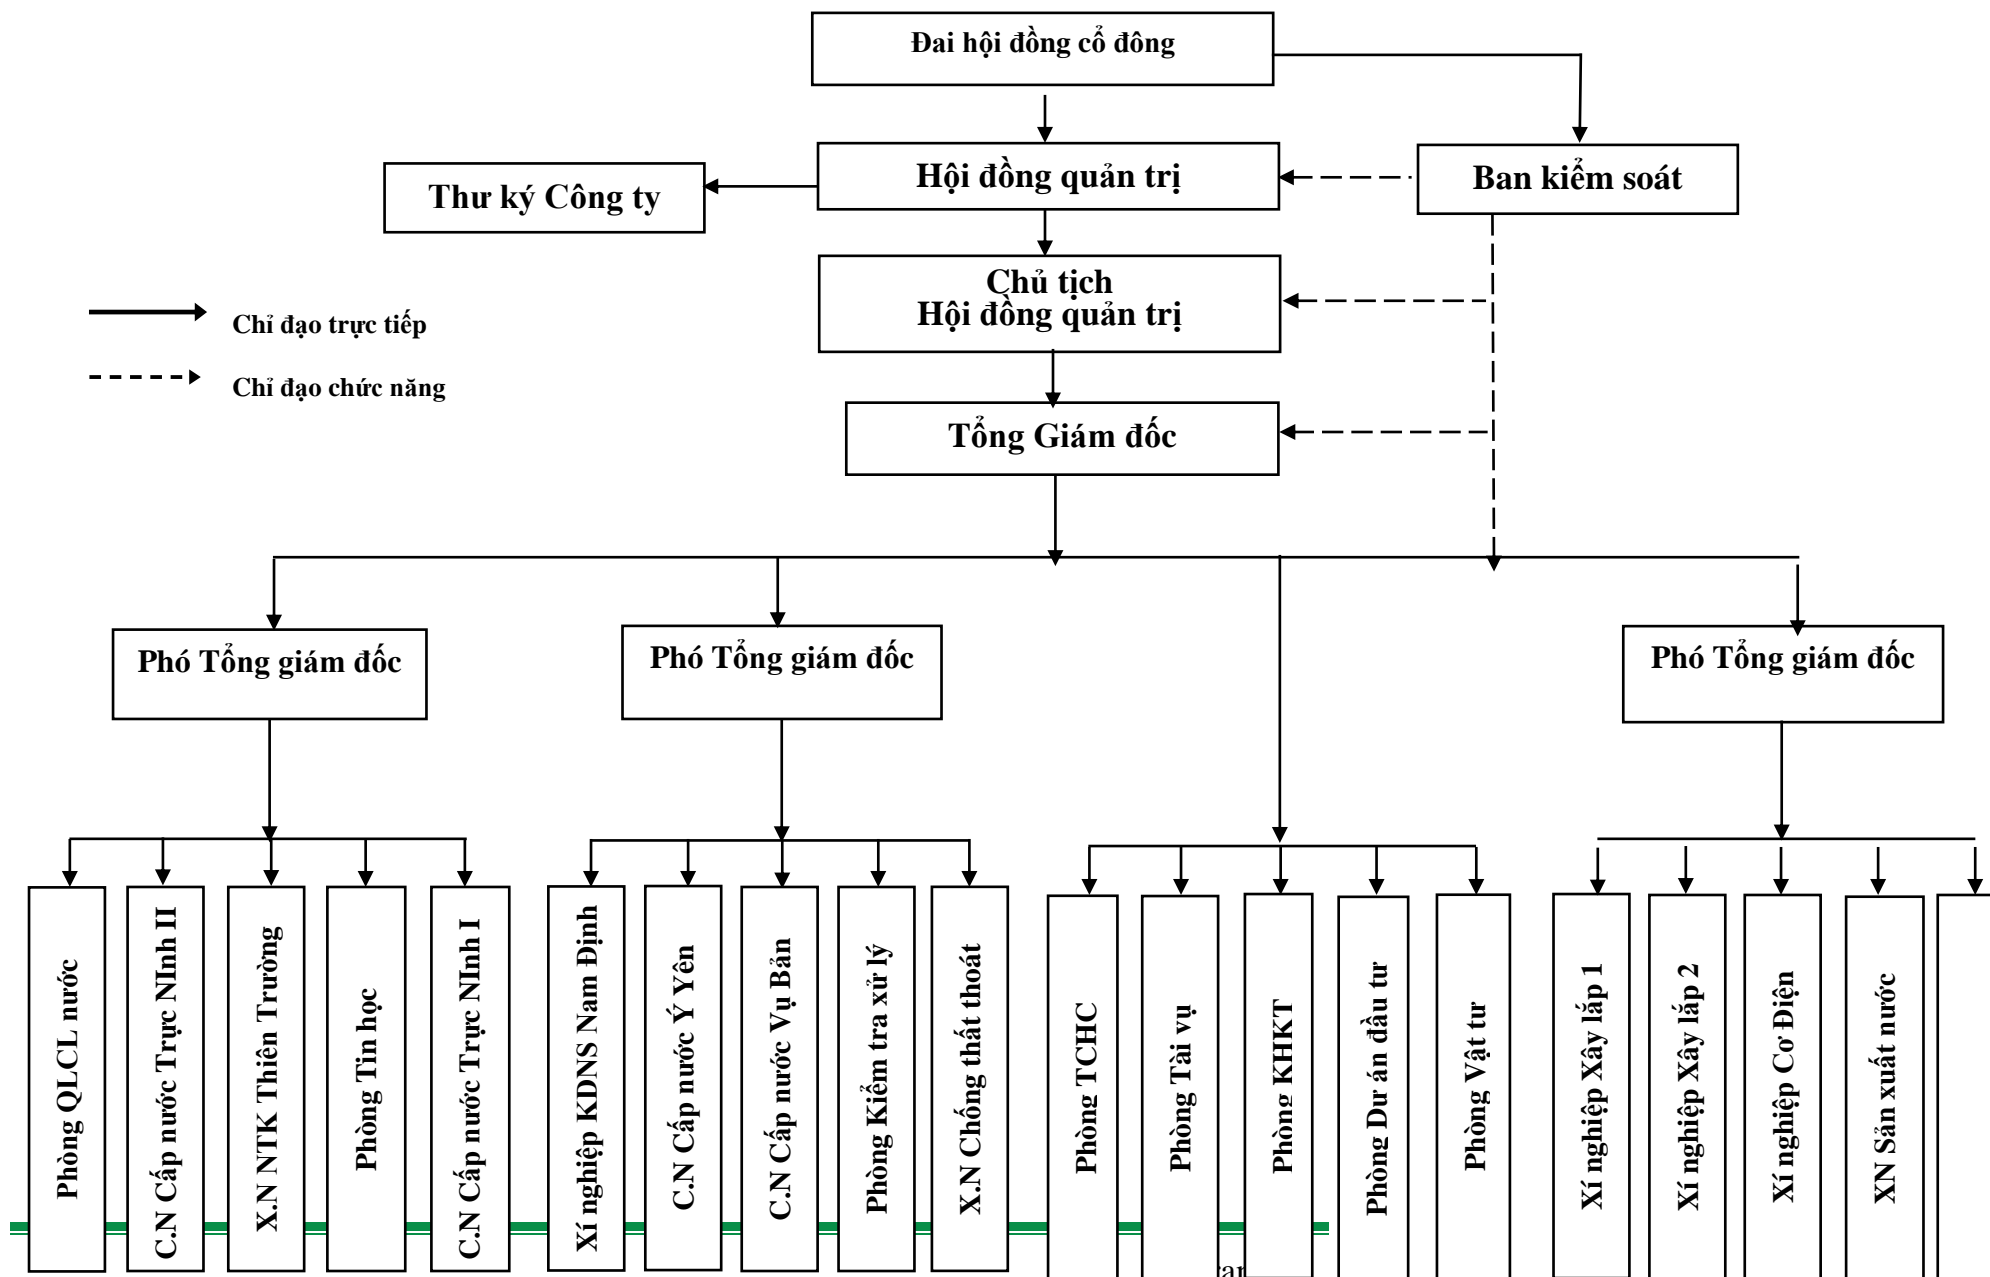 Đai hội đồng cổ đông
Hội đồng quản trị
Ban kiểm soát
Thư ký Công ty
Chủ tịch
Hội đồng quản trị
Chỉ đạo trực tiếp
Chỉ đạo chức năng
Tổng Giám đốc
Phó Tổng giám đốc
Phó Tổng giám đốc
Phó Tổng giám đốc
Phòng QLCL nước
C.N Cấp nước Trực NInh II
X.N NTK Thiên Trường
Phòng Tin học
C.N Cấp nước Trực NInh I
Xí nghiệp KDNS Nam Định
C.N Cấp nước Ý Yên
C.N Cấp nước Vụ Bản
Phòng Kiểm tra xử lý
X.N Chống thất thoát
Phòng TCHC
Phòng Tài vụ
Phòng KHKT
Phòng Dự án đầu tư
Phòng Vật tư
Xí nghiệp Xây lắp 1
Xí nghiệp Xây lắp 2
Xí nghiệp Cơ Điện
XN Sản xuất nước